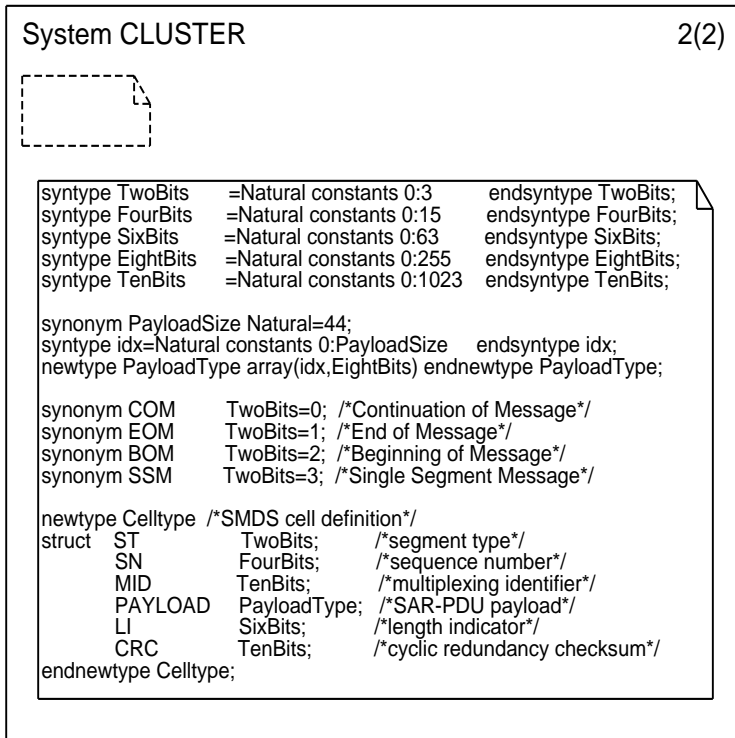 System CLUSTER 2(2)
syntype TwoBits =Natural constants 0:3 endsyntype TwoBits;
syntype FourBits =Natural constants 0:15 endsyntype FourBits;
syntype SixBits =Natural constants 0:63 endsyntype SixBits;
syntype EightBits =Natural constants 0:255 endsyntype EightBits;
syntype TenBits =Natural constants 0:1023 endsyntype TenBits;
synonym PayloadSize Natural=44;
syntype idx=Natural constants 0:PayloadSize endsyntype idx;
newtype PayloadType array(idx,EightBits) endnewtype PayloadType;
synonym COM TwoBits=0; /*Continuation of Message*/
synonym EOM TwoBits=1; /*End of Message*/
synonym BOM TwoBits=2; /*Beginning of Message*/
synonym SSM TwoBits=3; /*Single Segment Message*/
newtype Celltype /*SMDS cell definition*/
struct ST TwoBits; /*segment type*/
SN FourBits; /*sequence number*/
MID TenBits; /*multiplexing identifier*/
PAYLOAD PayloadType; /*SAR-PDU payload*/
LI SixBits; /*length indicator*/
CRC TenBits; /*cyclic redundancy checksum*/
endnewtype Celltype;